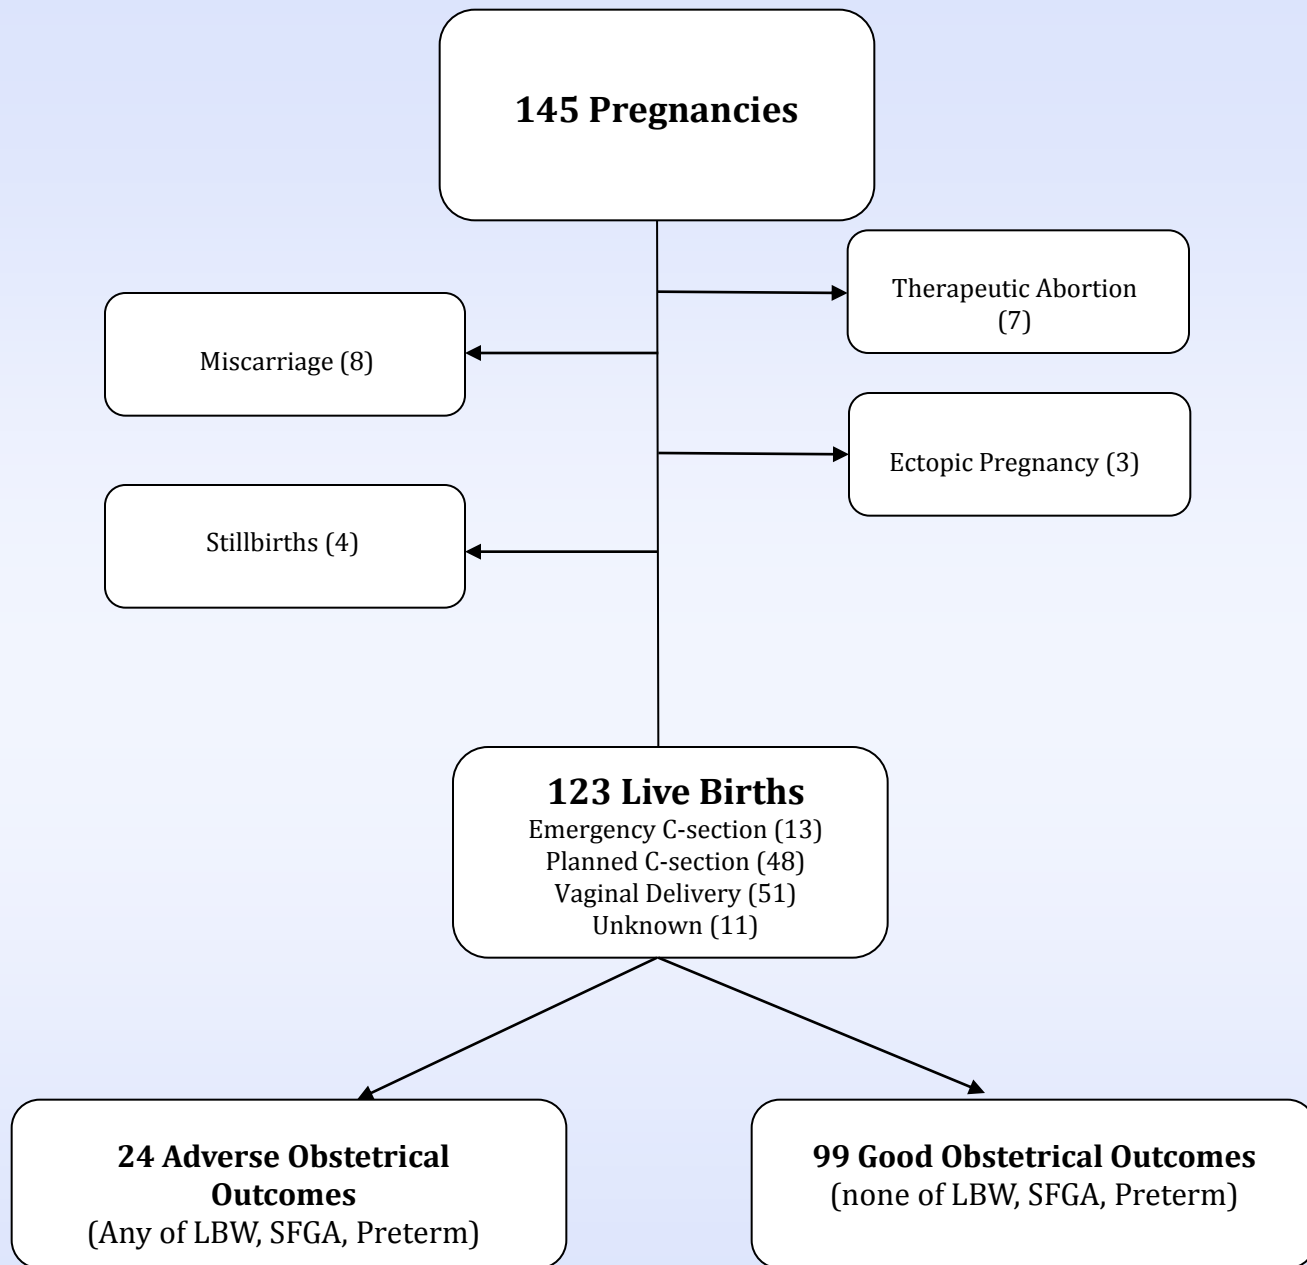 145 Pregnancies
Therapeutic Abortion
(7)
Miscarriage (8)
Ectopic Pregnancy (3)
Stillbirths (4)
123 Live Births
Emergency C-section (13)
Planned C-section (48)
Vaginal Delivery (51)
Unknown (11)
24 Adverse Obstetrical
Outcomes
(Any of LBW, SFGA, Preterm)
99 Good Obstetrical Outcomes
(none of LBW, SFGA, Preterm)